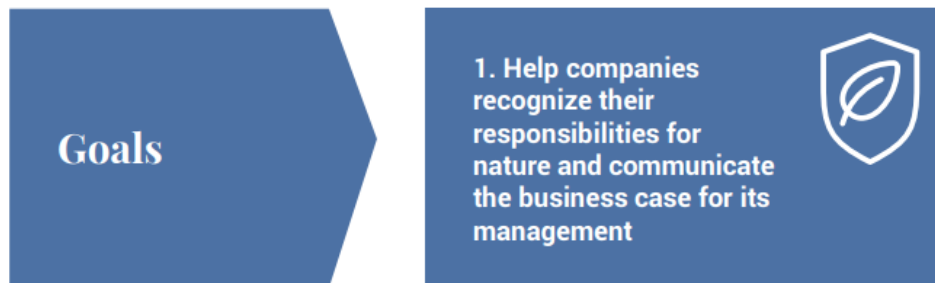 Goals
1. Help companies
recognize their
responsibilities for
nature and communicate
the business case for its
management